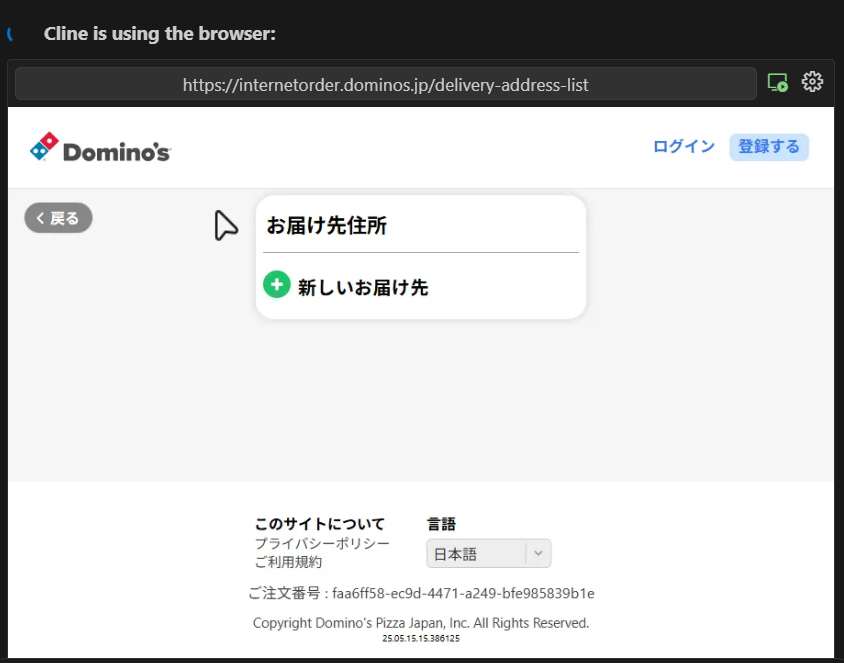 Cline is using the browser:
https://internetorder.dominos.jp/delivery-address-list
Domino's
ログイン
登録する
戻る
お届け先住所
新しいお届け先
このサイトについて
プライバシーポリシー
ご利用規約
言語
日本語
ご注文番号 : faa6ff58-ec9d-4471-a249-bfe985839b1e
Copyright Domino's Pizza Japan, Inc. All Rights Reserved.
25.05.15.15.386125